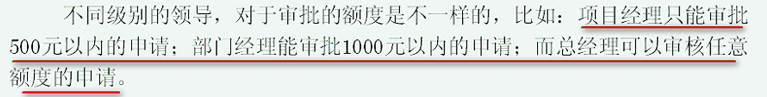 不同级别的领导，对于审批的额度是不一样的，比如：项目经理只能审批
500元以内的申请；部门经理能审批1000元以内的申请；而总经理可以审核任意
额度的申请。